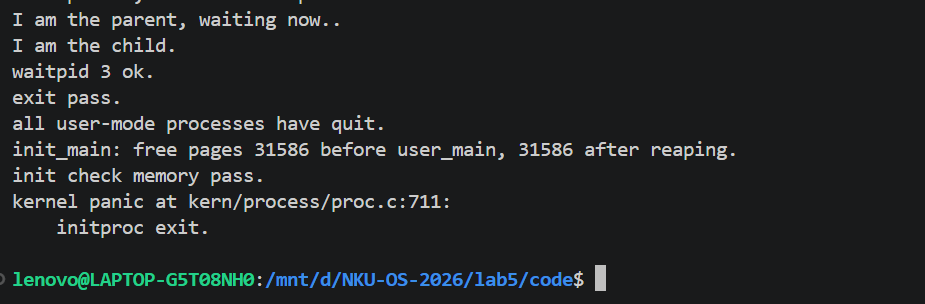 I am the parent, waiting now..
I am the child.
waitpid 3 ok.
exit pass.
all user-mode processes have quit.
init_main: free pages 31586 before user_main, 31586 after reaping.
init check memory pass.
kernel panic at kern/process/proc.c:711:
    initproc exit.
lenovo@LAPTOP-G5T08NH0:/mnt/d/NKU-OS-2026/lab5/code$